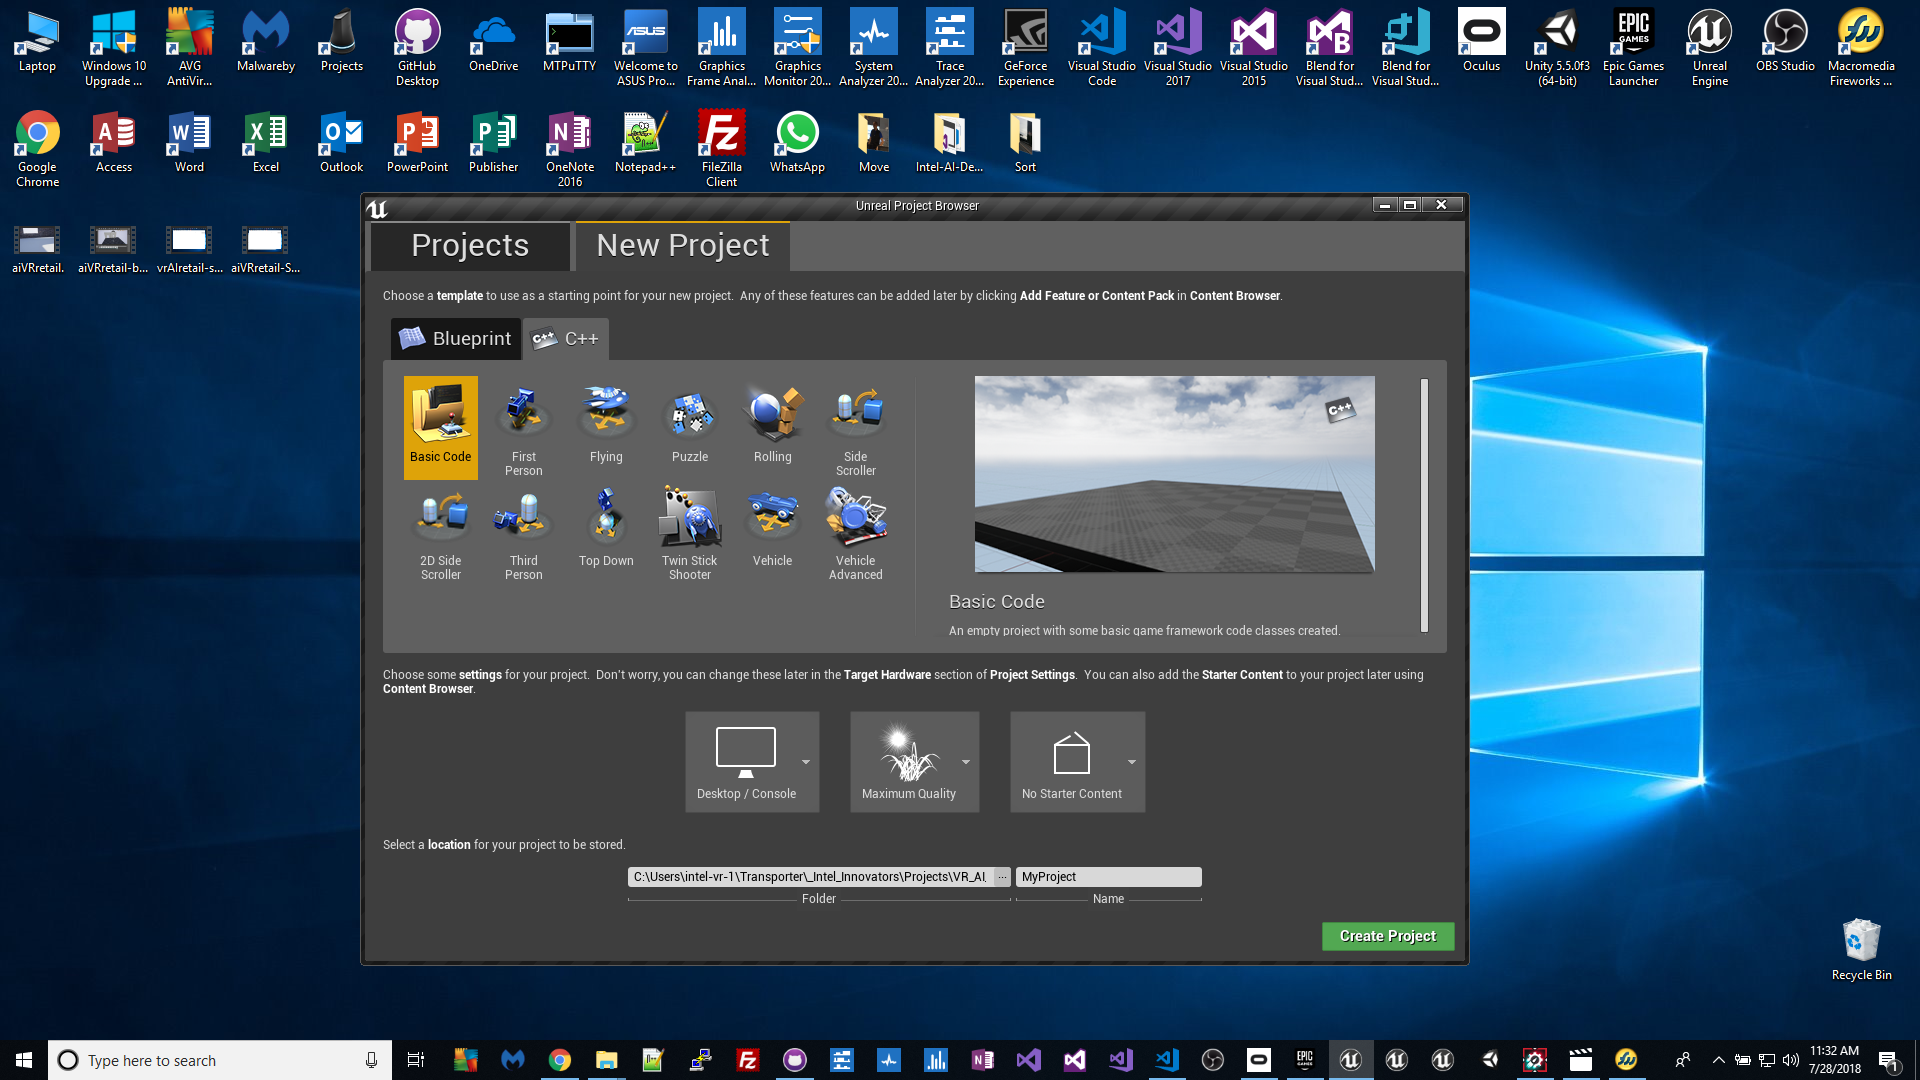 Laptop
Windows 10
Upgrade ...
AVG
AntiVir...
Malwareby
Projects
GitHub
Desktop
OneDrive
MTPuTTY
Welcome to
ASUS Pro...
Graphics
Frame Anal...
Graphics
Monitor 20...
System
Analyzer 20...
Trace
Analyzer 20...
GeForce
Experience
Visual Studio
Code
Visual Studio
2017
Visual Studio
2015
Blend for
Visual Stud...
Blend for
Visual Stud...
Oculus
Unity 5.5.0f3
(64-bit)
Epic Games
Launcher
Unreal
Engine
OBS Studio
Macromedia
Fireworks ...
Google
Chrome
Access
Word
Excel
Outlook
PowerPoint
Publisher
OneNote
2016
Notepad++
FileZilla
Client
WhatsApp
Move
Intel-AI-De...
Sort
aiVRretail.
aiVRretail-b...
vrAIretail-s...
aiVRretail-S...
Unreal Project Browser
Projects
New Project
Choose a template to use as a starting point for your new project. Any of these features can be added later by clicking Add Feature or Content Pack in Content Browser.
Blueprint
C++
C++
Basic Code
First
Person
Flying
Puzzle
Rolling
Side
Scroller
2D Side
Scroller
Third
Person
Top Down
Twin Stick
Shooter
Vehicle
Vehicle
Advanced
C++
Basic Code
An empty project with some basic game framework code classes created.
Choose some settings for your project. Don't worry, you can change these later in the Target Hardware section of Project Settings. You can also add the Starter Content to your project later using
Content Browser.
Desktop / Console
Maximum Quality
No Starter Content
Select a location for your project to be stored.
C:\Users\intel-vr-1\Transporter\_Intel_Innovators\Projects\VR_AI_
...
MyProject
Folder
Name
Create Project
Recycle Bin
Type here to search
11:32 AM
7/28/2018
1